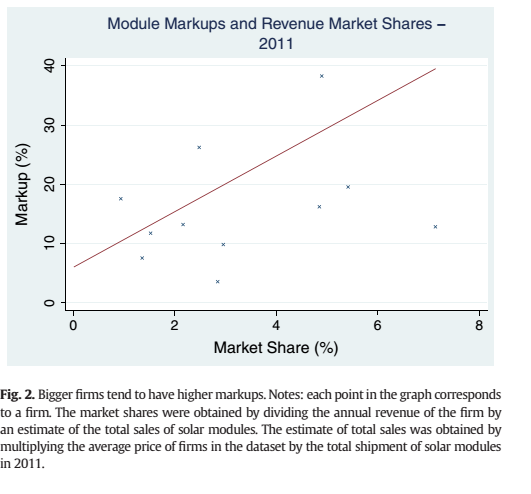 Module Markups and Revenue Market Shares –
2011
40
30
20
10
0
Markup (%)
0 2 4 6 8
Market Share (%)
Fig. 2. Bigger firms tend to have higher markups. Notes: each point in the graph corresponds
to a firm. The market shares were obtained by dividing the annual revenue of the firm by
an estimate of the total sales of solar modules. The estimate of total sales was obtained by
multiplying the average price of firms in the dataset by the total shipment of solar modules
in 2011.